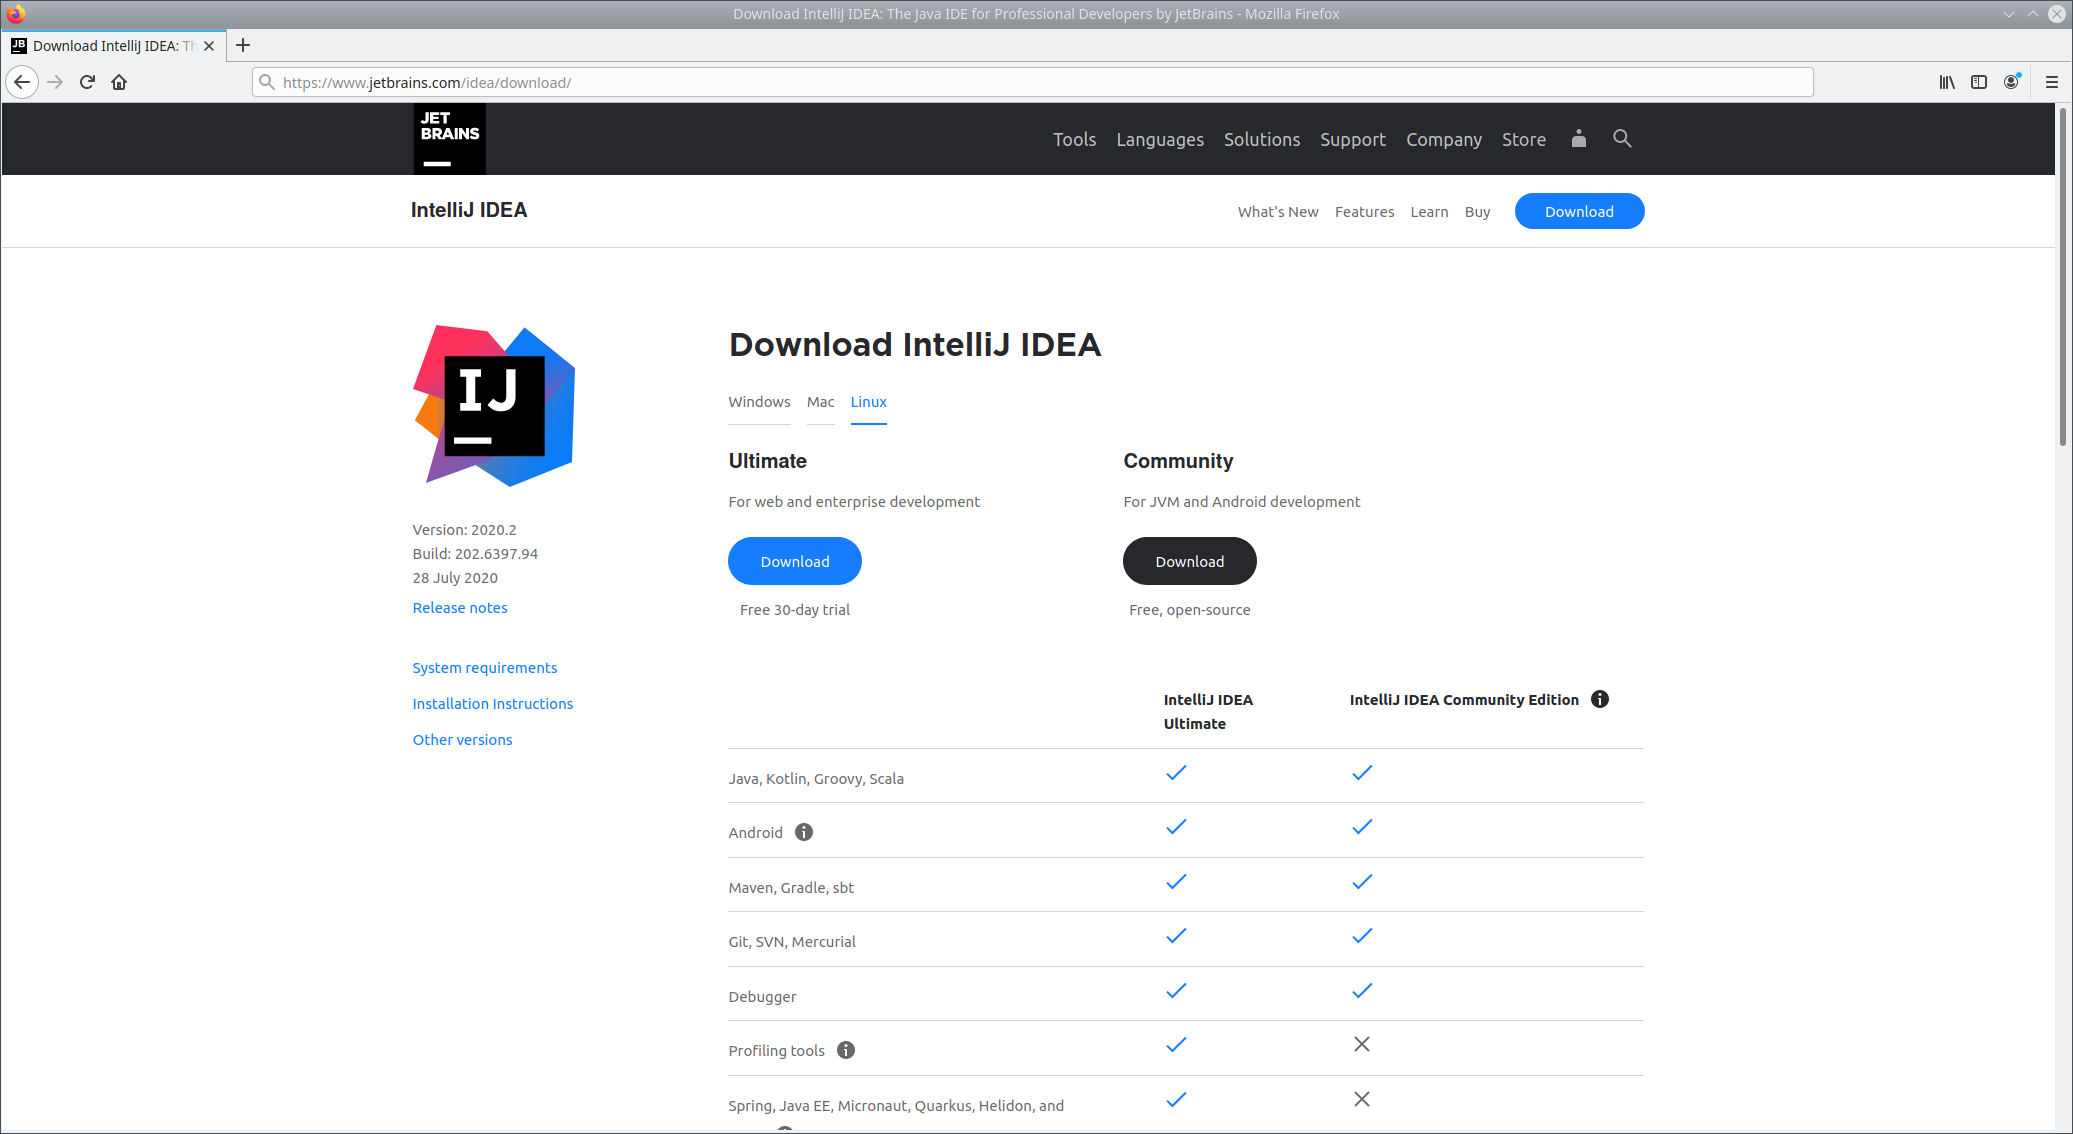 Download IntelliJ IDEA: The Java IDE for Professional Developers by JetBrains - Mozilla Firefox
JB Download IntelliJ IDEA: Th
https://www.jetbrains.com/idea/download/
JET
BRAINS
Tools Languages Solutions Support Company Store
IntelliJ IDEA What's New Features Learn Buy Download
IJ
Download IntelliJ IDEA
Windows Mac Linux
Ultimate Community
For web and enterprise development For JVM and Android development
Download Download
Free 30-day trial Free, open-source
Version: 2020.2
Build: 202.6397.94
28 July 2020
Release notes
System requirements
Installation Instructions
Other versions
IntelliJ IDEA
Ultimate
IntelliJ IDEA Community Edition
Java, Kotlin, Groovy, Scala
Android
Maven, Gradle, sbt
Git, SVN, Mercurial
Debugger
Profiling tools
Spring, Java EE, Micronaut, Quarkus, Helidon, and